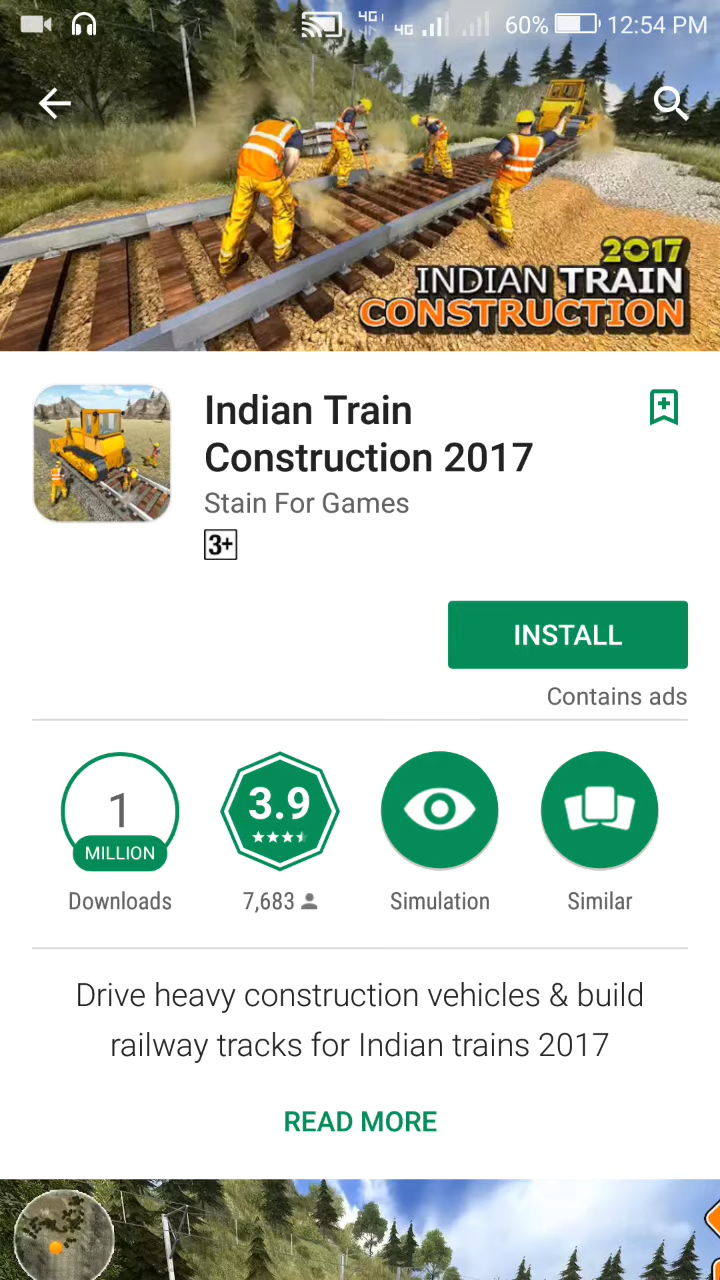 4G 4G 60% 12:54 PM
2017
INDIAN TRAIN
CONSTRUCTION
Indian Train
Construction 2017
Stain For Games
3+
INSTALL
Contains ads
1
MILLION
Downloads
3.9
7,683
Simulation
Similar
Drive heavy construction vehicles & build
railway tracks for Indian trains 2017
READ MORE